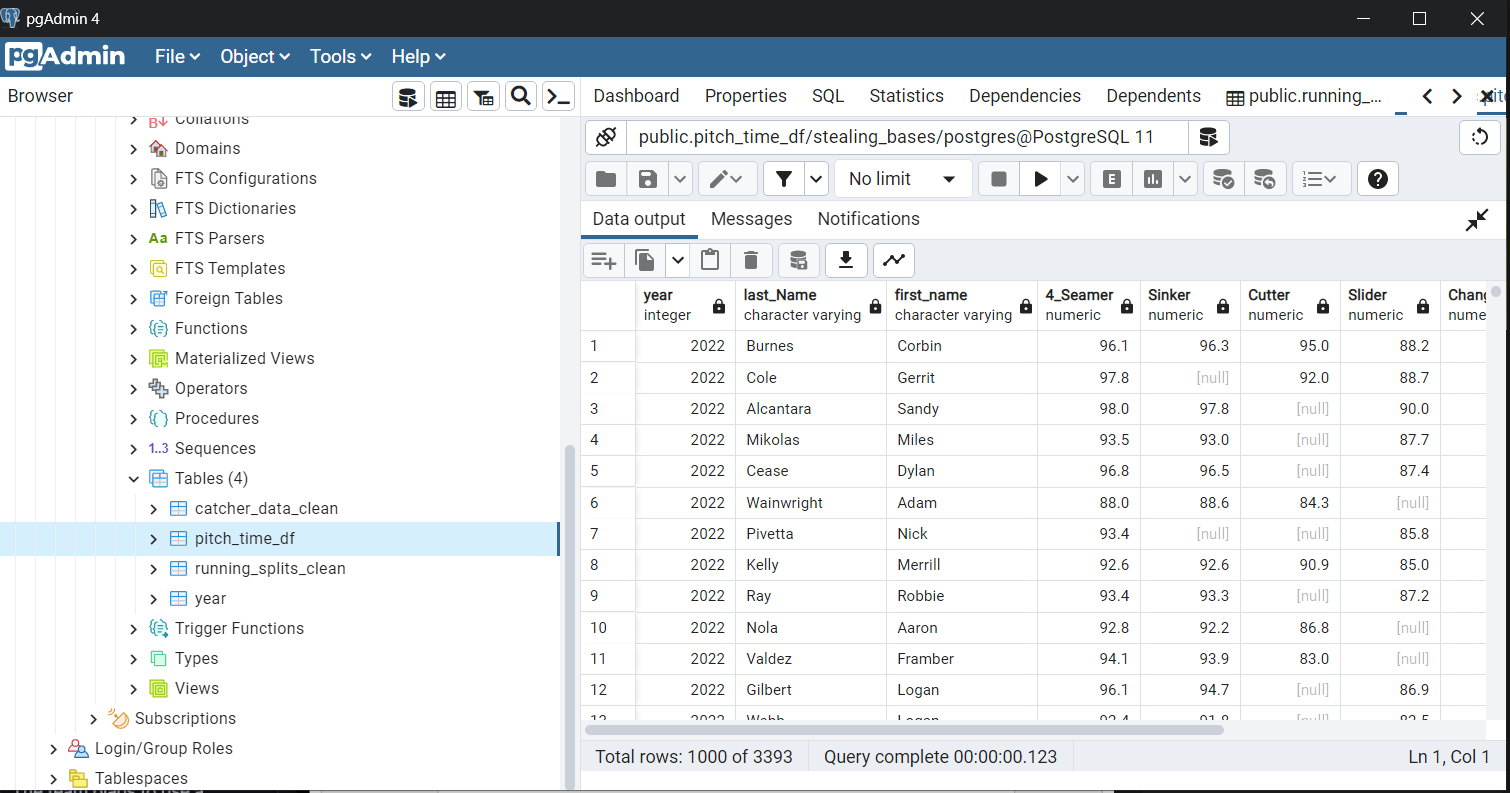 pgAdmin 4
pgAdmin File Object Tools Help
Browser
Dashboard Properties SQL Statistics Dependencies Dependents public.running_...
public.pitch_time_df/stealing_bases/postgres@PostgreSQL 11
No limit
Data output Messages Notifications
Collations
Domains
FTS Configurations
FTS Dictionaries
Aa FTS Parsers
FTS Templates
Foreign Tables
Functions
Materialized Views
Operators
Procedures
1..3 Sequences
Tables (4)
catcher_data_clean
pitch_time_df
running_splits_clean
year
Trigger Functions
Types
Views
Subscriptions
Login/Group Roles
Tablespaces
year last_Name first_name 4_Seamer Sinker Cutter Slider
integer character varying character varying numeric numeric numeric numeric
1 2022 Burnes Corbin 96.1 96.3 95.0 88.2
2 2022 Cole Gerrit 97.8 [null] 92.0 88.7
3 2022 Alcantara Sandy 98.0 97.8 [null] 90.0
4 2022 Mikolas Miles 93.5 93.0 [null] 87.7
5 2022 Cease Dylan 96.8 96.5 [null] 87.4
6 2022 Wainwright Adam 88.0 88.6 84.3 [null]
7 2022 Pivetta Nick 93.4 [null] [null] 85.8
8 2022 Kelly Merrill 92.6 92.6 90.9 85.0
9 2022 Ray Robbie 93.4 93.3 [null] 87.2
10 2022 Nola Aaron 92.8 92.2 86.8 [null]
11 2022 Valdez Framber 94.1 93.9 83.0 [null]
12 2022 Gilbert Logan 96.1 94.7 [null] 86.9
Total rows: 1000 of 3393 Query complete 00:00:00.123 Ln 1, Col 1